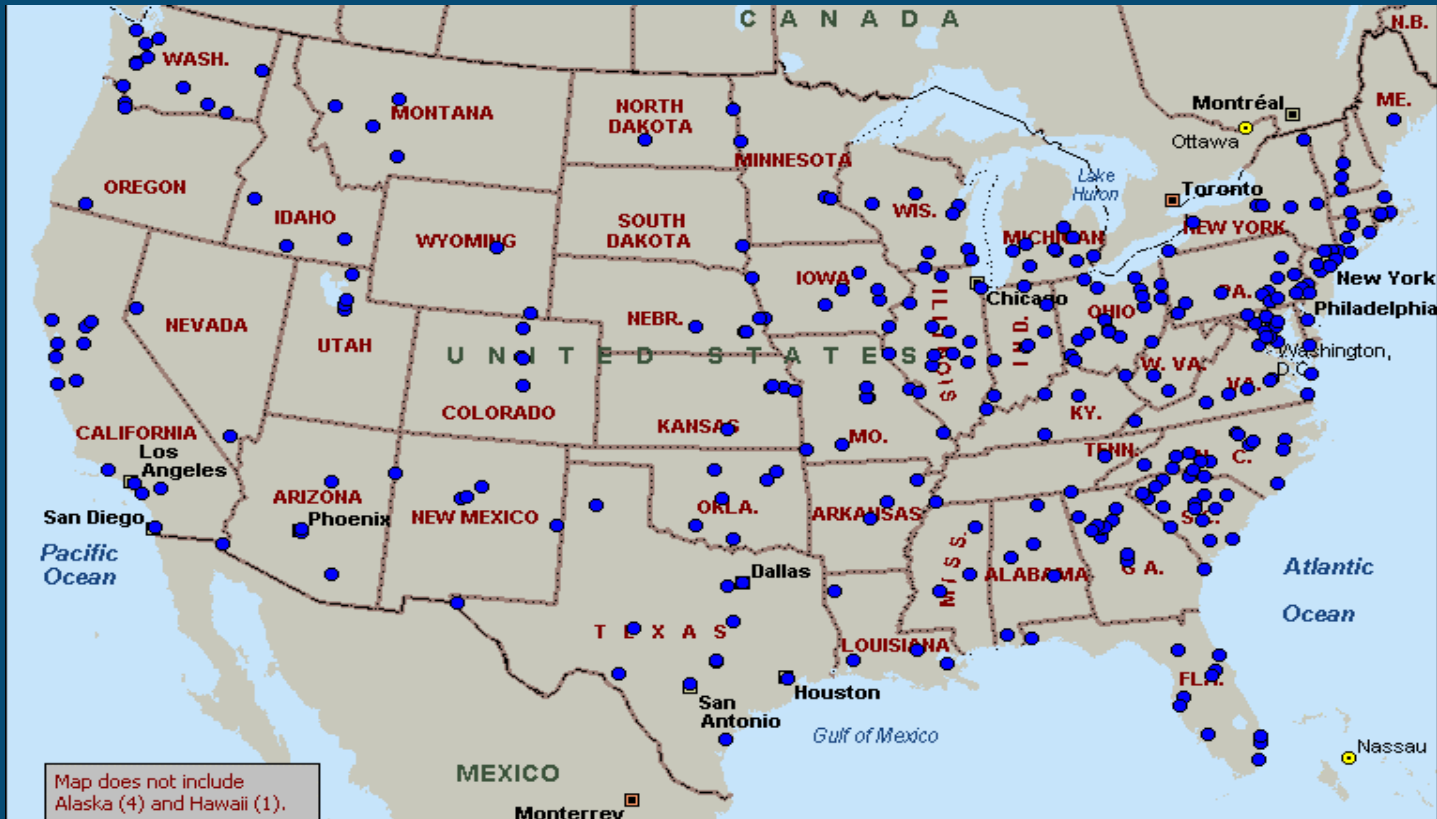 C A N A D A
N.B.
WASH.
MONTANA
NORTH
DAKOTA
MINNESOTA
Montréal
ME.
Ottawa
OREGON
IDAHO
WYOMING
SOUTH
DAKOTA
WIS.
Lake
Huron
Toronto
MICHIGAN
NEW YORK
NEVADA
UTAH
NEBR.
IOWA
ILLINOIS
Chicago
IND.
OHIO
PA.
New York
Philadelphia
U N I T E D S T A T E S
COLORADO
KANSAS
MO.
KY.
W. VA.
VA.
Washington,
D.C.
CALIFORNIA
Los
Angeles
San Diego
ARIZONA
Phoenix
NEW MEXICO
OKLA.
ARKANSAS
TENN.
N. C.
S.C.
Pacific
Ocean
Dallas
MISS.
ALABAMA
GA.
Atlantic
Ocean
T E X A S
LOUISIANA
San
Antonio
Houston
FLA.
Gulf of Mexico
Nassau
MEXICO
Monterrey
Map does not include
Alaska (4) and Hawaii (1).